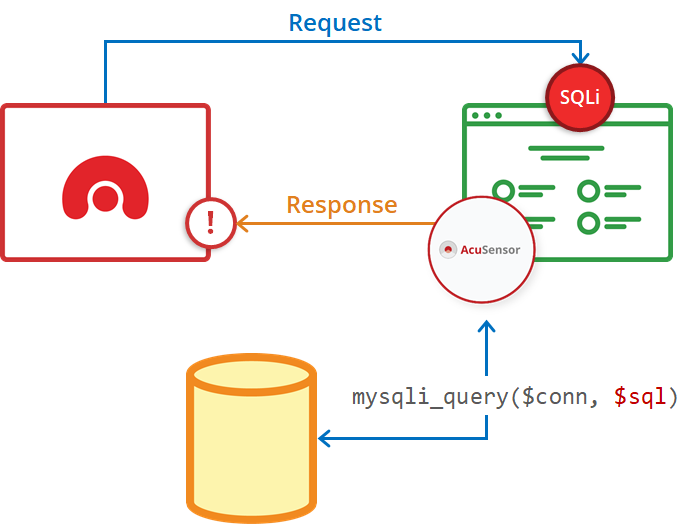 Request
SQLi
!
Response
AcuSensor
mysqli_query($conn, $sql)